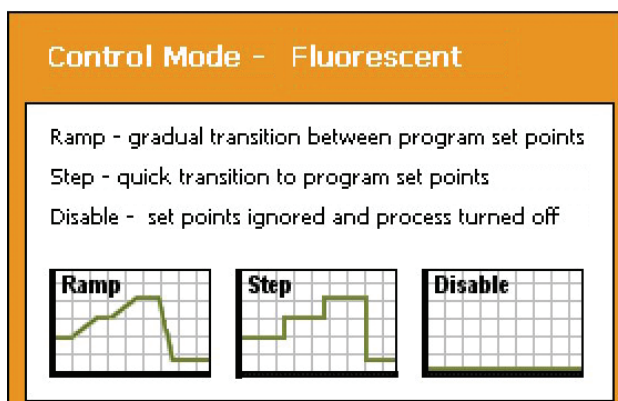 Control Mode - Fluorescent
Ramp - gradual transition between program set points
Step - quick transition to program set points
Disable - set points ignored and process turned off
Ramp Step Disable